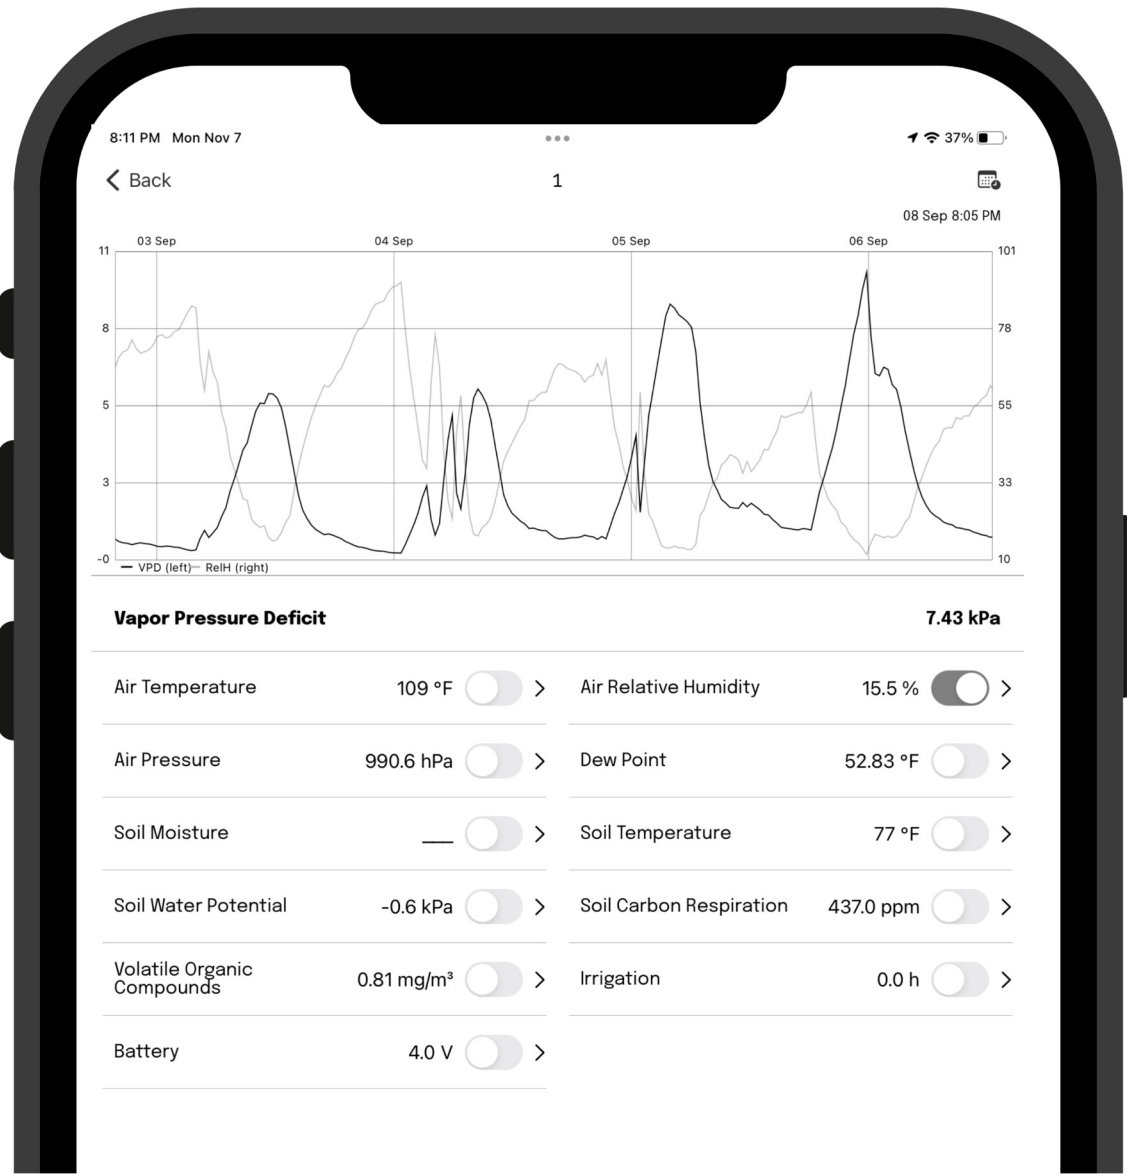 8:11 PM Mon Nov 7
37%
Back
1
08 Sep 8:05 PM
03 Sep 04 Sep 05 Sep 06 Sep
11 101
8 78
5 55
3 33
-0 10
VPD (left) RelH (right)
Vapor Pressure Deficit 7.43 kPa
Air Temperature 109 °F Air Relative Humidity 15.5 %
Air Pressure 990.6 hPa Dew Point 52.83 °F
Soil Moisture ___ Soil Temperature 77 °F
Soil Water Potential -0.6 kPa Soil Carbon Respiration 437.0 ppm
Volatile Organic
Compounds 0.81 mg/m³ Irrigation 0.0 h
Battery 4.0 V